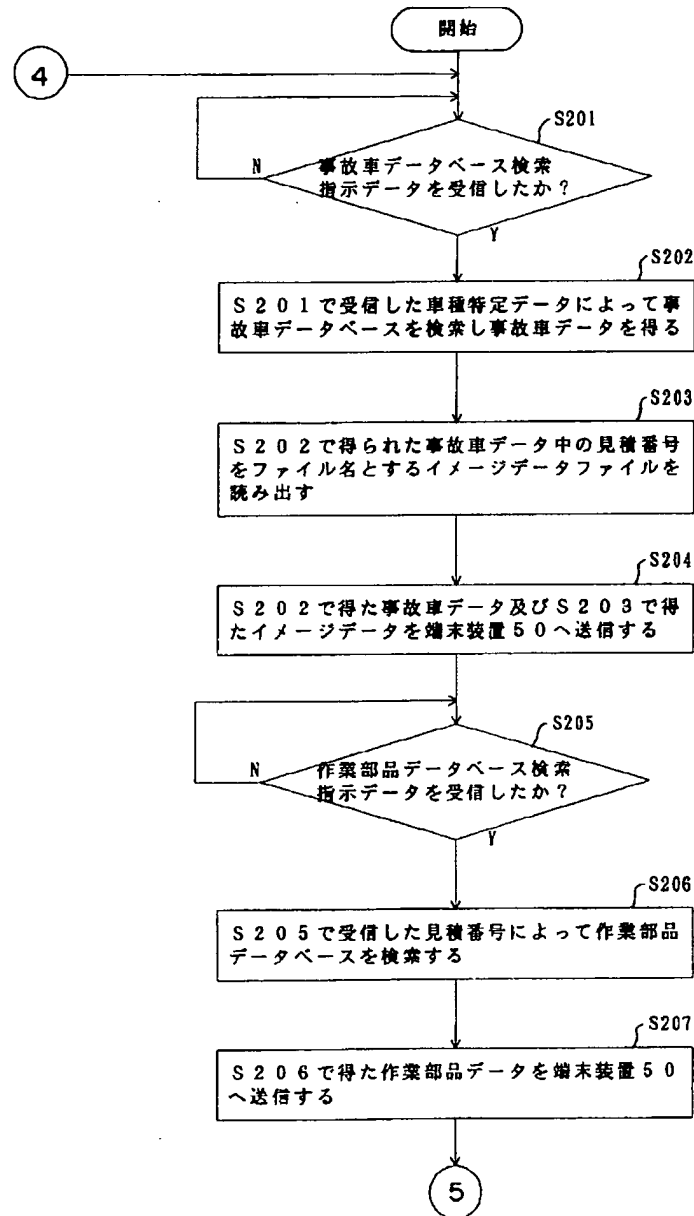 開始
4
S201
事故車データベース検索
指示データを受信したか？
N
Y
S202
S201で受信した車種特定データによって事
故車データベースを検索し事故車データを得る
S203
S202で得られた事故車データ中の見積番号
をファイル名とするイメージデータファイルを
読み出す
S204
S202で得た事故車データ及びS203で得
たイメージデータを端末装置50へ送信する
S205
作業部品データベース検索
指示データを受信したか？
N
Y
S206
S205で受信した見積番号によって作業部品
データベースを検索する
S207
S206で得た作業部品データを端末装置50
へ送信する
5